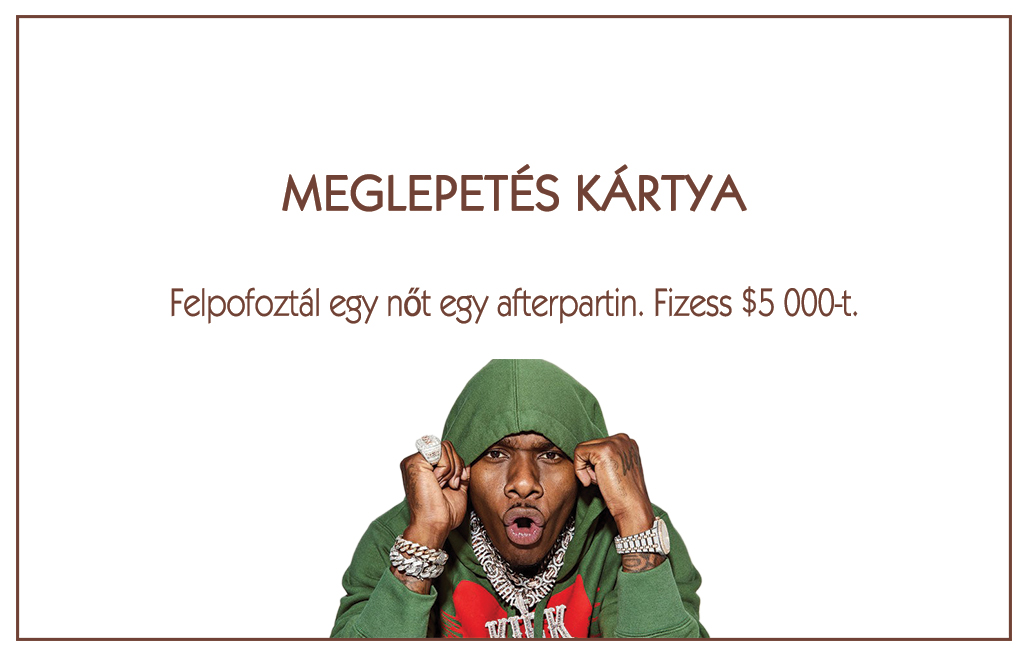 MEGLEPETÉS KÁRTYA
Felpofoztál egy nőt egy afterpartin. Fizess $5 000-t.